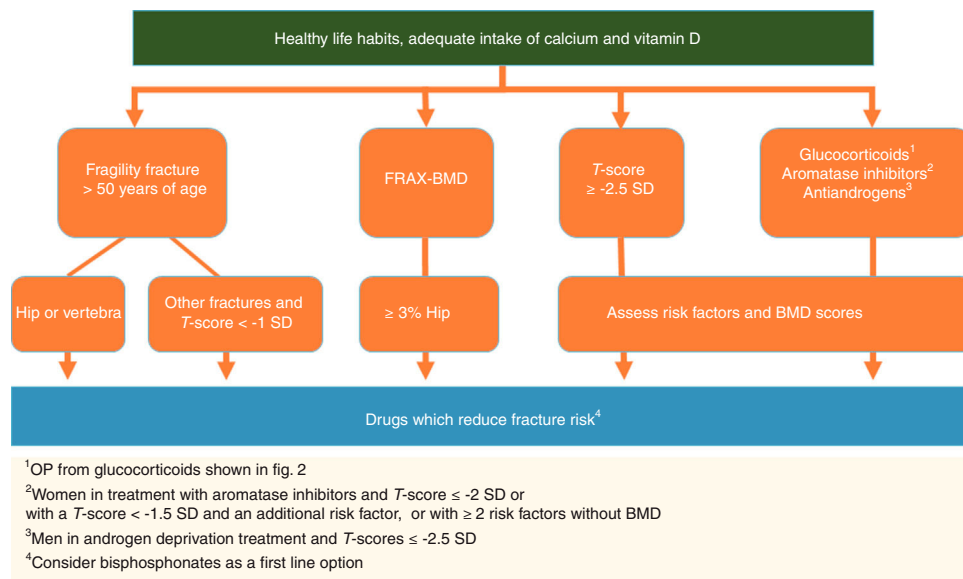 Healthy life habits, adequate intake of calcium and vitamin D
Fragility fracture
> 50 years of age
FRAX-BMD
T-score
≥ -2.5 SD
Glucocorticoids¹
Aromatase inhibitors²
Antiandrogens³
Hip or vertebra
Other fractures and
T-score < -1 SD
≥ 3% Hip
Assess risk factors and BMD scores
Drugs which reduce fracture risk⁴
¹OP from glucocorticoids shown in fig. 2
²Women in treatment with aromatase inhibitors and T-score ≤ -2 SD or
with a T-score < -1.5 SD and an additional risk factor, or with ≥ 2 risk factors without BMD
³Men in androgen deprivation treatment and T-scores ≤ -2.5 SD
⁴Consider bisphosphonates as a first line option